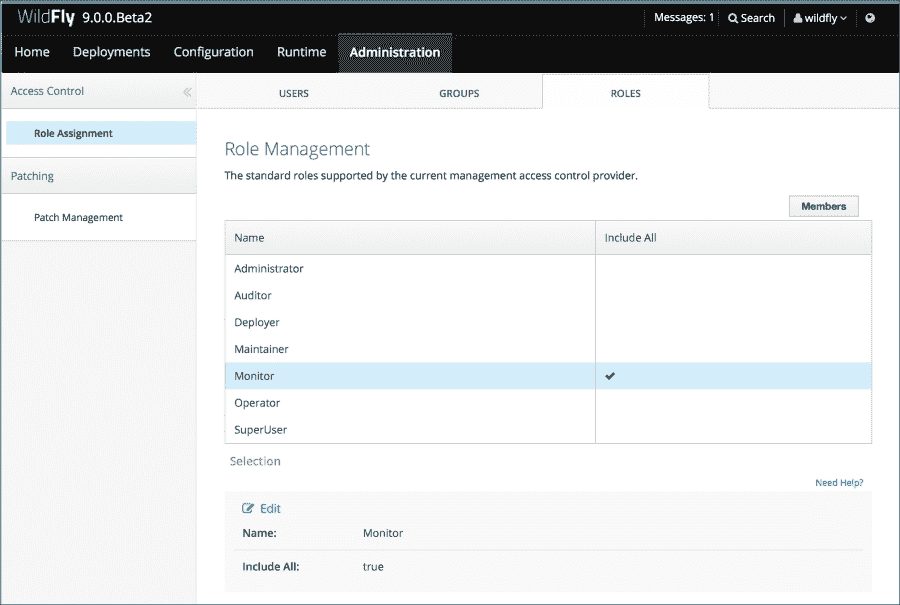 WildFly 9.0.0.Beta2
Messages: 1 Search wildfly
Home Deployments Configuration Runtime Administration
Access Control
USERS GROUPS ROLES
Role Assignment
Patching
Patch Management
Role Management
The standard roles supported by the current management access control provider.
Members
Name Include All
Administrator
Auditor
Deployer
Maintainer
Monitor
Operator
SuperUser
Selection
Need Help?
Edit
Name: Monitor
Include All: true